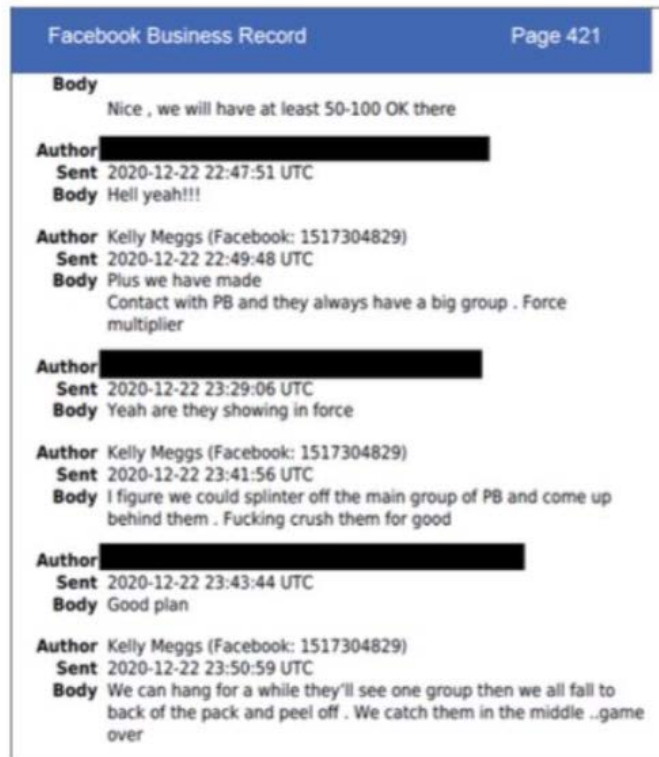 Facebook Business Record Page 421
Body
Nice , we will have at least 50-100 OK there
Author
Sent 2020-12-22 22:47:51 UTC
Body Hell yeah!!!
Author Kelly Meggs (Facebook: 1517304829)
Sent 2020-12-22 22:49:48 UTC
Body Plus we have made
Contact with PB and they always have a big group . Force
multiplier
Author
Sent 2020-12-22 23:29:06 UTC
Body Yeah are they showing in force
Author Kelly Meggs (Facebook: 1517304829)
Sent 2020-12-22 23:41:56 UTC
Body I figure we could splinter off the main group of PB and come up
behind them . Fucking crush them for good
Author
Sent 2020-12-22 23:43:44 UTC
Body Good plan
Author Kelly Meggs (Facebook: 1517304829)
Sent 2020-12-22 23:50:59 UTC
Body We can hang for a while they'll see one group then we all fall to
back of the pack and peel off . We catch them in the middle ..game
over